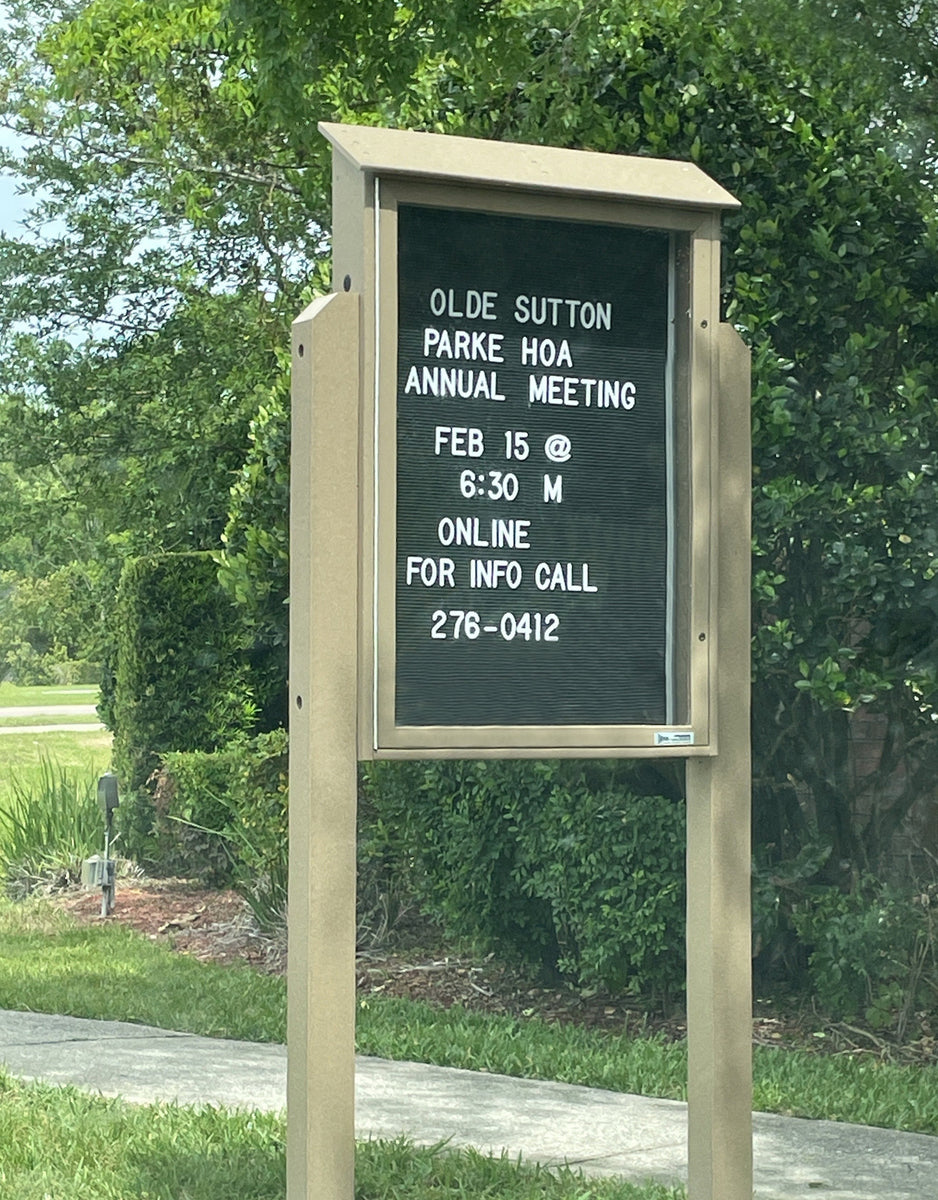 OLDE SUTTON
PARKE HOA
ANNUAL MEETING
FEB 15 @
6:30 M
ONLINE
FOR INFO CALL
276-0412